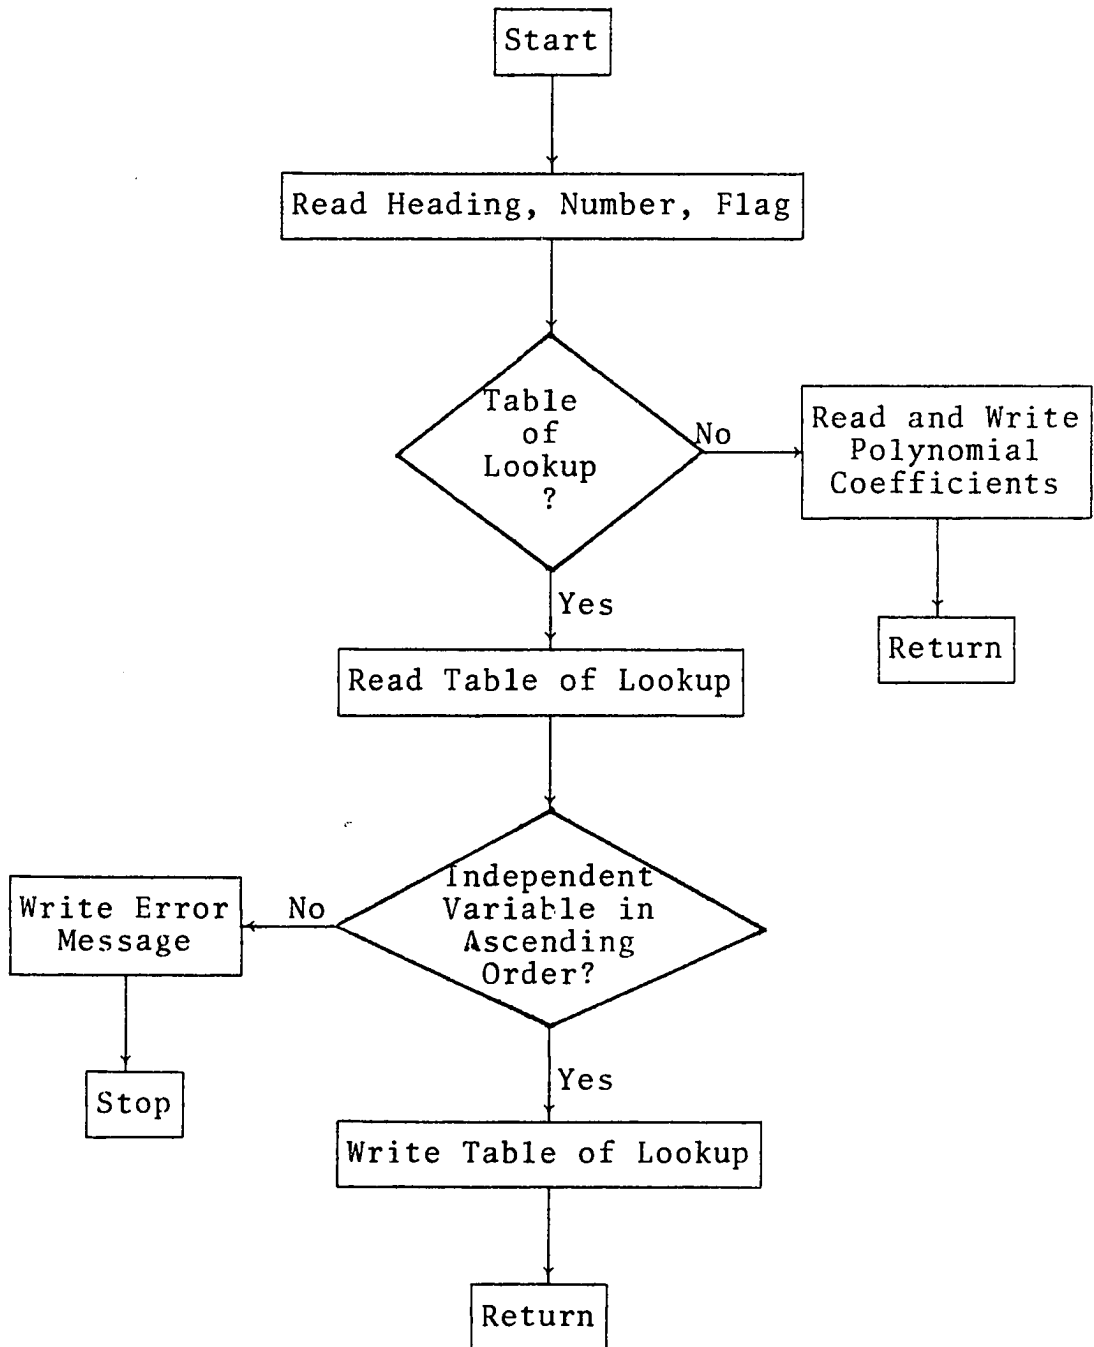 Start
Read Heading, Number, Flag
Table
of
Lookup
?
No
Read and Write
Polynomial
Coefficients
Yes
Return
Read Table of Lookup
Independent
Variable in
Ascending
Order?
No
Write Error
Message
Yes
Stop
Write Table of Lookup
Return